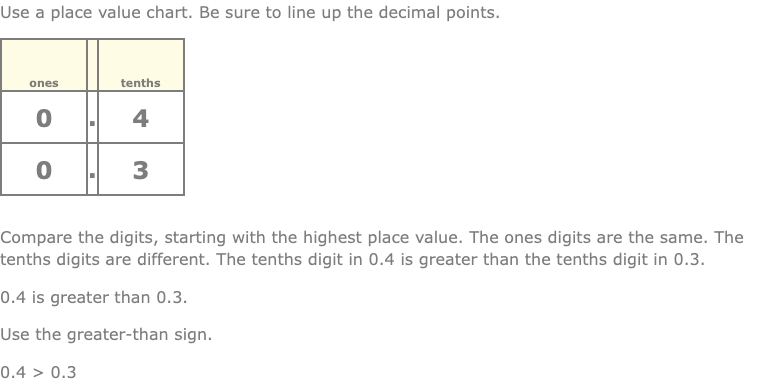 Use a place value chart. Be sure to line up the decimal points.
ones tenths
0 . 4
0 . 3
Compare the digits, starting with the highest place value. The ones digits are the same. The
tenths digits are different. The tenths digit in 0.4 is greater than the tenths digit in 0.3.
0.4 is greater than 0.3.
Use the greater-than sign.
0.4 > 0.3